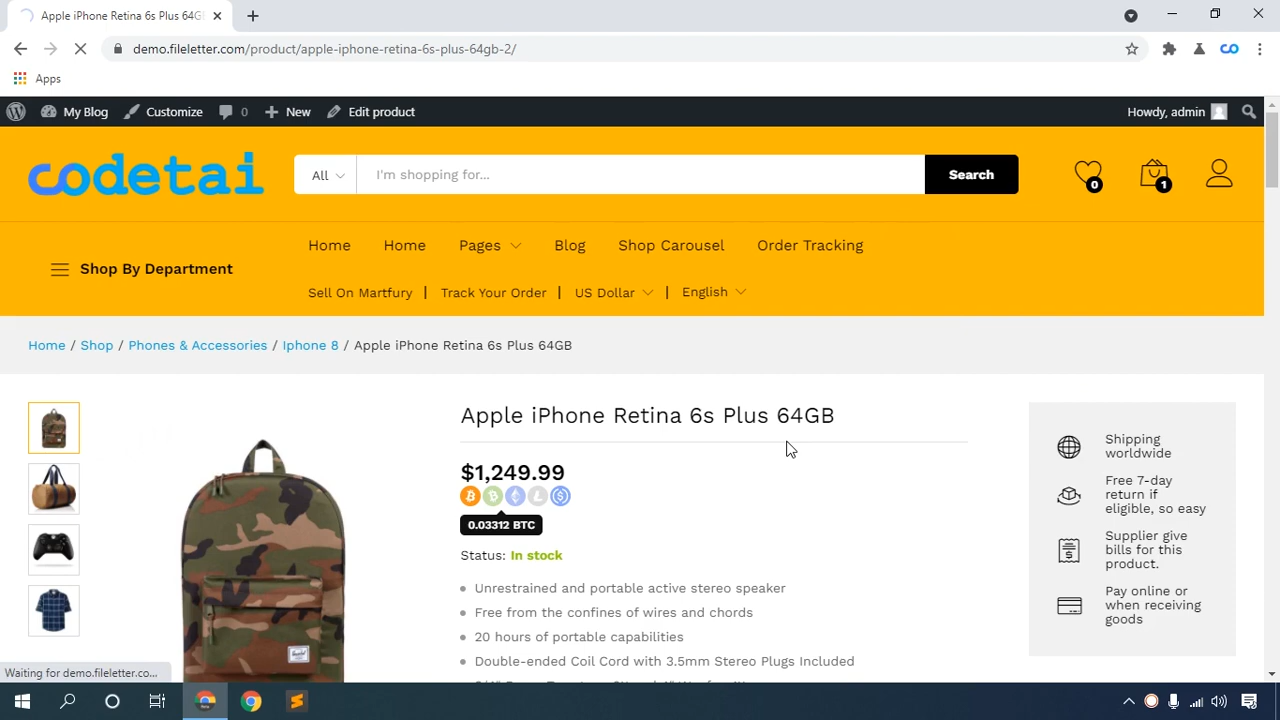 Apple iPhone Retina 6s Plus 64G
demo.fileletter.com/product/apple-iphone-retina-6s-plus-64gb-2/
Apps
My Blog
Customize
0
New
Edit product
Howdy, admin
codetai
All
I'm shopping for...
Search
0
1
Shop By Department
Home
Home
Pages
Blog
Shop Carousel
Order Tracking
Sell On Martfury | Track Your Order | US Dollar | English
Home / Shop / Phones & Accessories / Iphone 8 / Apple iPhone Retina 6s Plus 64GB
Apple iPhone Retina 6s Plus 64GB
$1,249.99
0.03312 BTC
Status: In stock
Unrestrained and portable active stereo speaker
Free from the confines of wires and chords
20 hours of portable capabilities
Double-ended Coil Cord with 3.5mm Stereo Plugs Included
Shipping
worldwide
Free 7-day
return if
eligible, so easy
Supplier give
bills for this
product.
Pay online or
when receiving
goods
Herschel
Waiting for demo.fileletter.co...